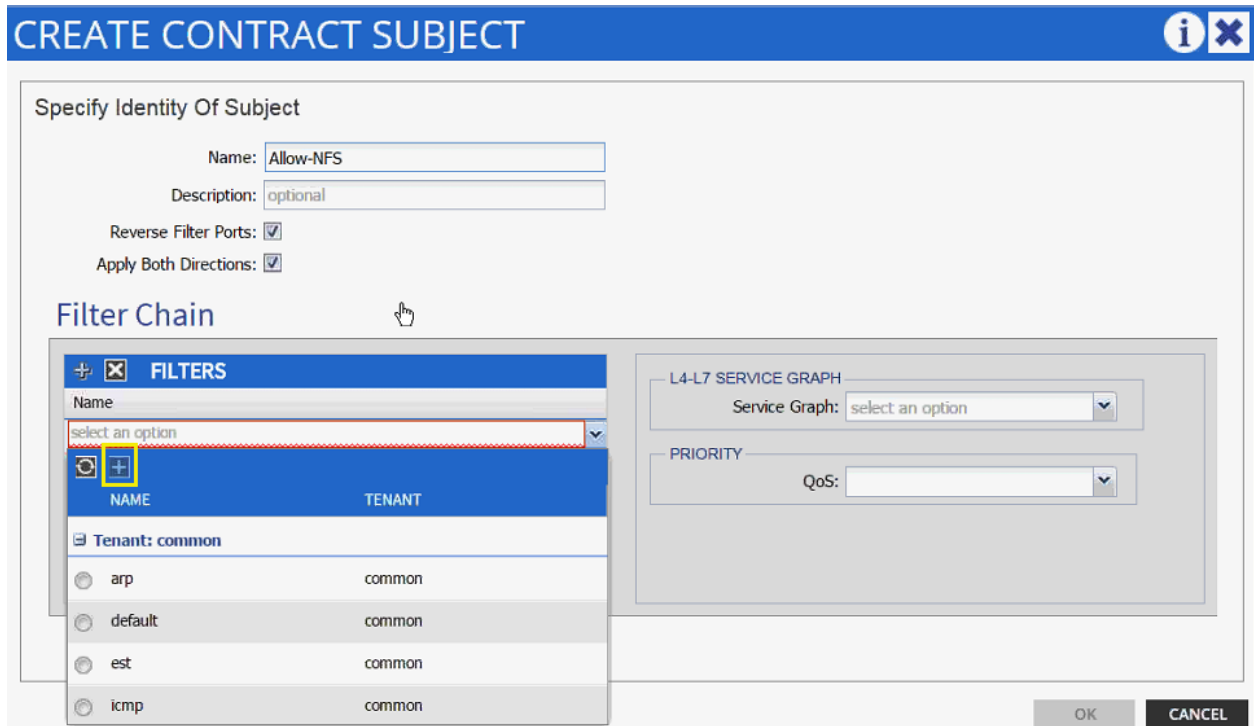 CREATE CONTRACT SUBJECT
Specify Identity Of Subject
Name: Allow-NFS
Description: optional
Reverse Filter Ports:
Apply Both Directions:
Filter Chain
FILTERS
Name
select an option
NAME TENANT
Tenant: common
arp common
default common
est common
icmp common
L4-L7 SERVICE GRAPH
Service Graph: select an option
PRIORITY
QoS:
OK CANCEL